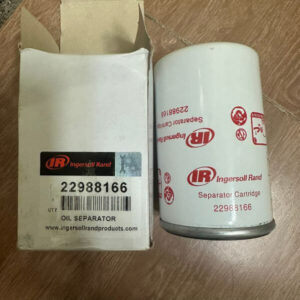 IR Ingersoll Rand
22988166
QTY
OIL SEPARATOR
www.ingersollrandproducts.com
Separator Cartridge
22988166
IR Ingersoll Rand
IR Ingersoll Rand
Separator Cartridge
22988166